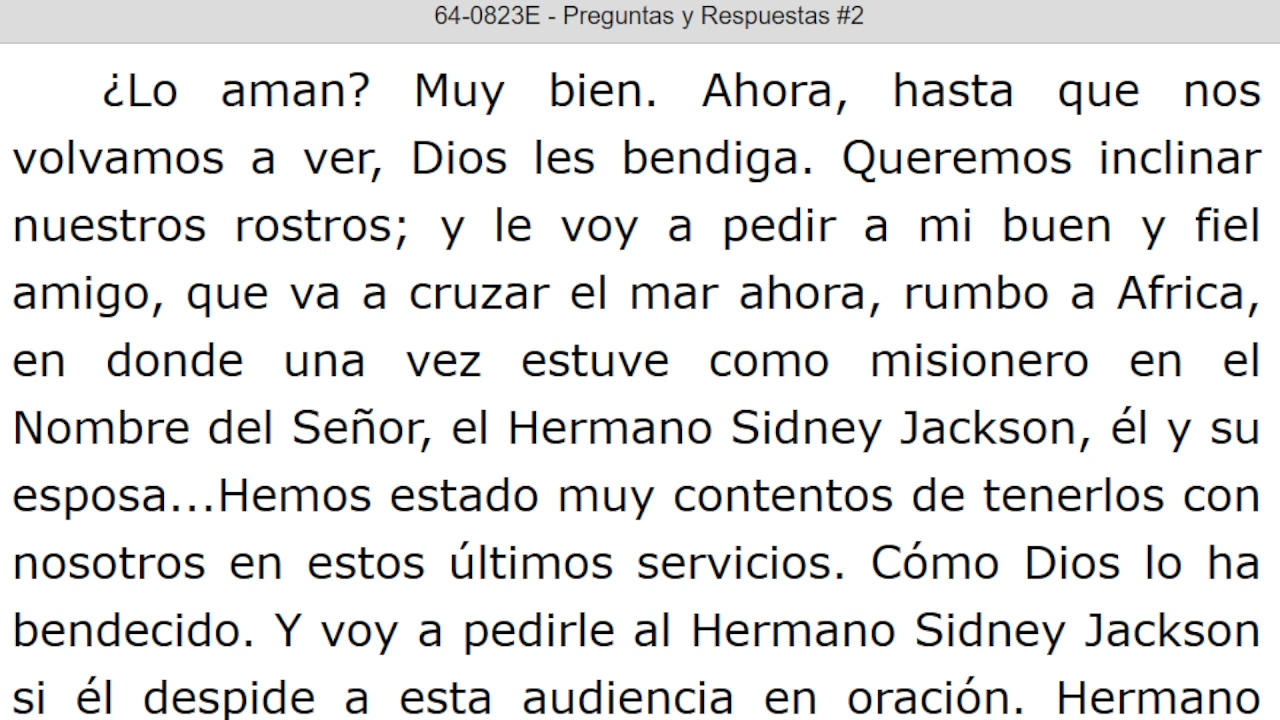 64-0823E - Preguntas y Respuestas #2
¿Lo aman? Muy bien. Ahora, hasta que nos
volvamos a ver, Dios les bendiga. Queremos inclinar
nuestros rostros; y le voy a pedir a mi buen y fiel
amigo, que va a cruzar el mar ahora, rumbo a Africa,
en donde una vez estuve como misionero en el
Nombre del Señor, el Hermano Sidney Jackson, él y su
esposa...Hemos estado muy contentos de tenerlos con
nosotros en estos últimos servicios. Cómo Dios lo ha
bendecido. Y voy a pedirle al Hermano Sidney Jackson
si él despide a esta audiencia en oración. Hermano